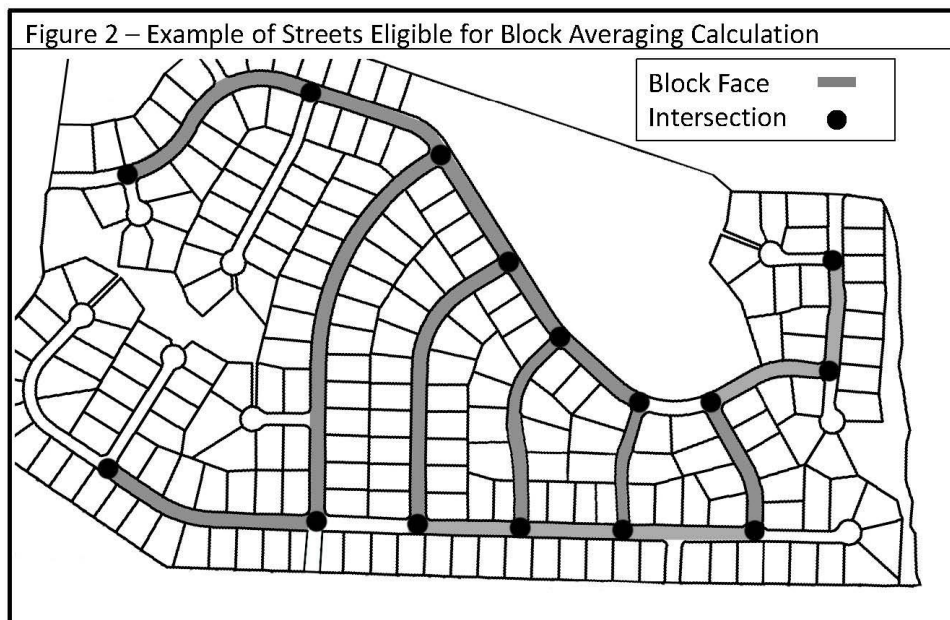 Figure 2 – Example of Streets Eligible for Block Averaging Calculation
Block Face
Intersection